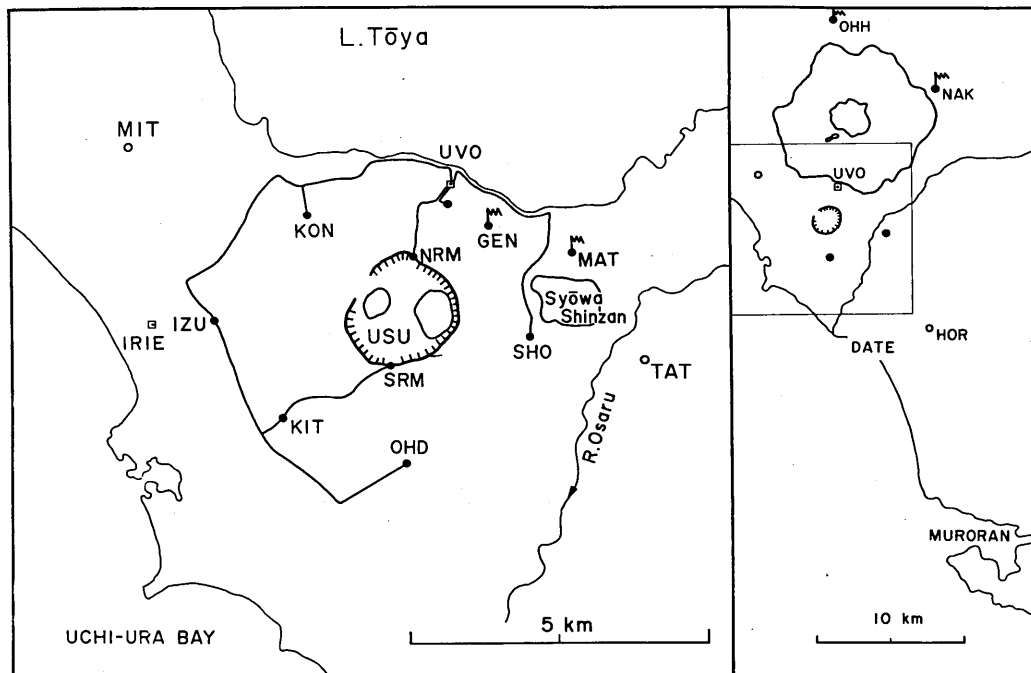 L. Tōya
MIT
UVO
KON
GEN
NRM
MAT
Syōwa
Shinzan
IZU
IRIE
USU
SHO
TAT
SRM
KIT
OHD
R. Osaru
5 km
UCHI-URA BAY
OHH
NAK
UVO
HOR
DATE
MURORAN
10 km